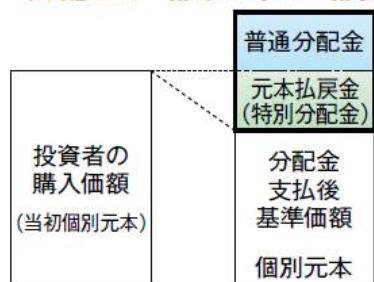 普通分配金
元本払戻金
(特別分配金)
投資者の
購入価額
(当初個別元本)
分配金
支払後
基準価額
個別元本